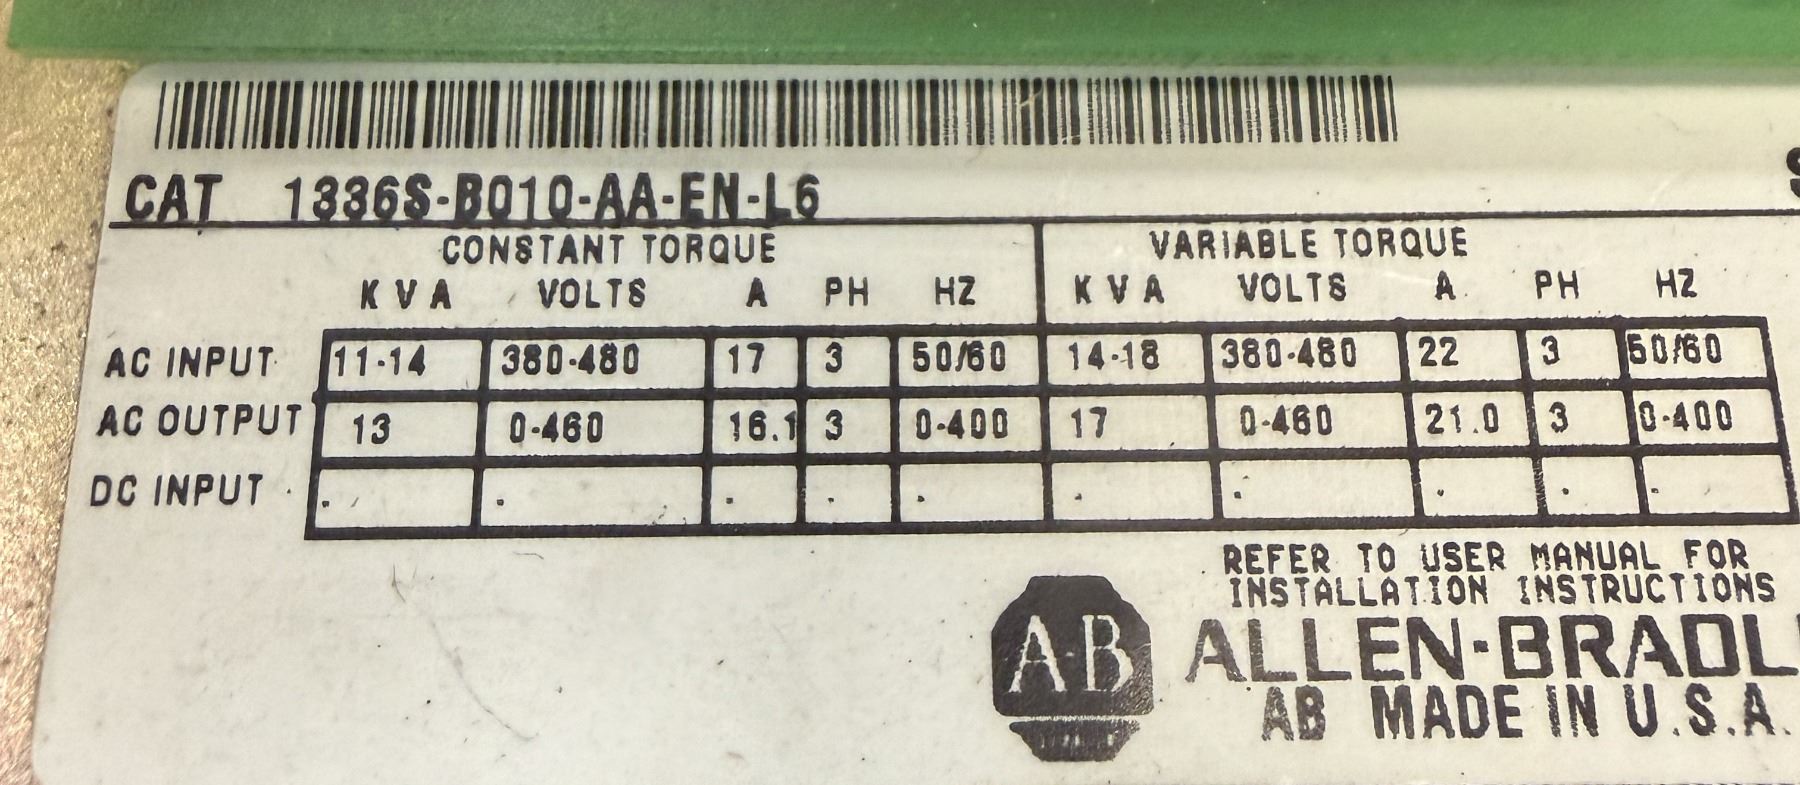 CAT 1336S-B010-AA-EN-L6
CONSTANT TORQUE VARIABLE TORQUE
KVA VOLTS A PH HZ KVA VOLTS A PH HZ
AC INPUT 11-14 380-480 17 3 50/60 14-18 380-480 22 3 50/60
AC OUTPUT 13 0-460 16.1 3 0-400 17 0-460 21.0 3 0-400
DC INPUT . . . . . . . . . .
REFER TO USER MANUAL FOR
INSTALLATION INSTRUCTIONS
A-B ALLEN-BRADL
AB MADE IN U.S.A.